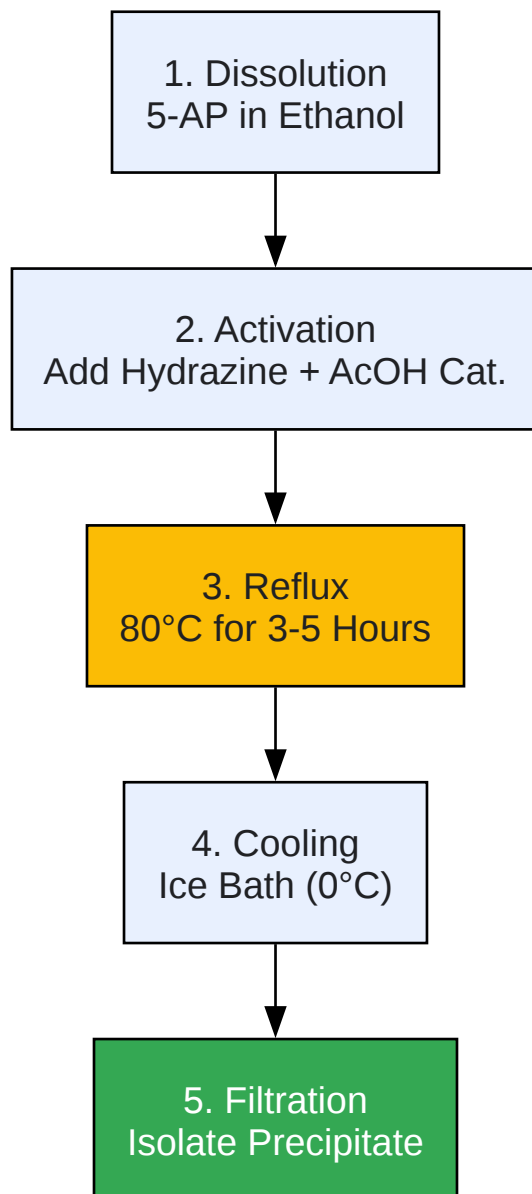 1. Dissolution
5-AP in Ethanol
2. Activation
Add Hydrazine + AcOH Cat.
3. Reflux
80°C for 3-5 Hours
4. Cooling
Ice Bath (0°C)
5. Filtration
Isolate Precipitate